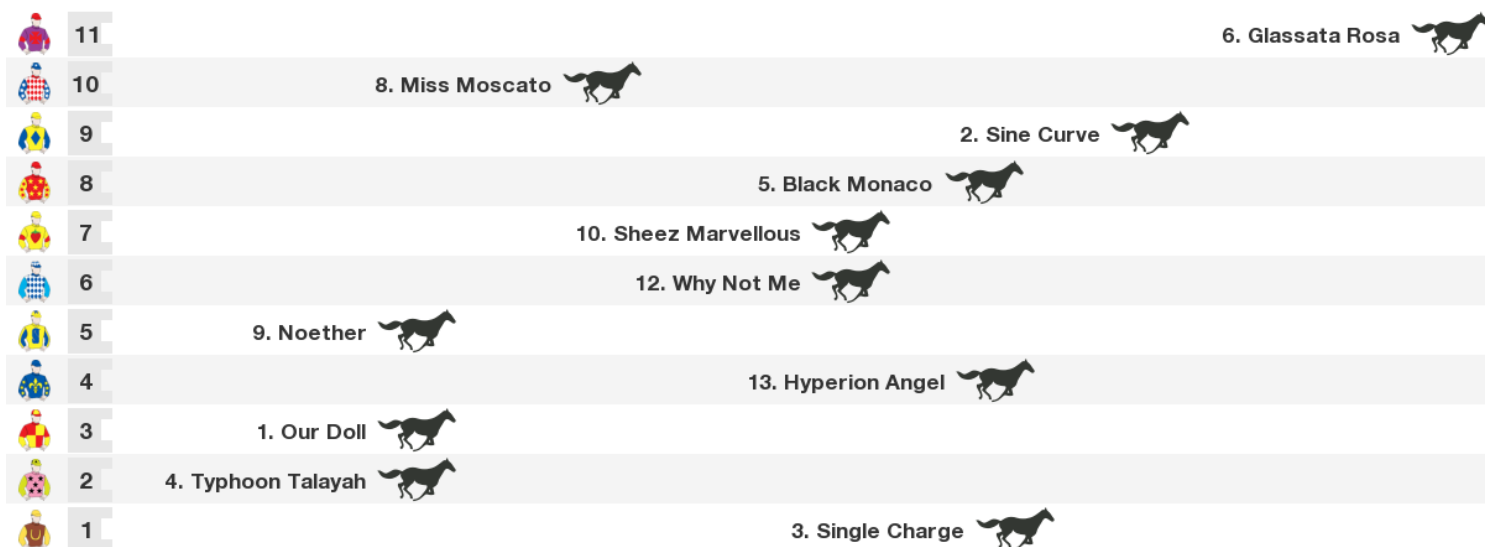 11 6. Glassata Rosa
10 8. Miss Moscato
9 2. Sine Curve
8 5. Black Monaco
7 10. Sheez Marvellous
6 12. Why Not Me
5 9. Noether
4 13. Hyperion Angel
3 1. Our Doll
2 4. Typhoon Talayah
1 3. Single Charge